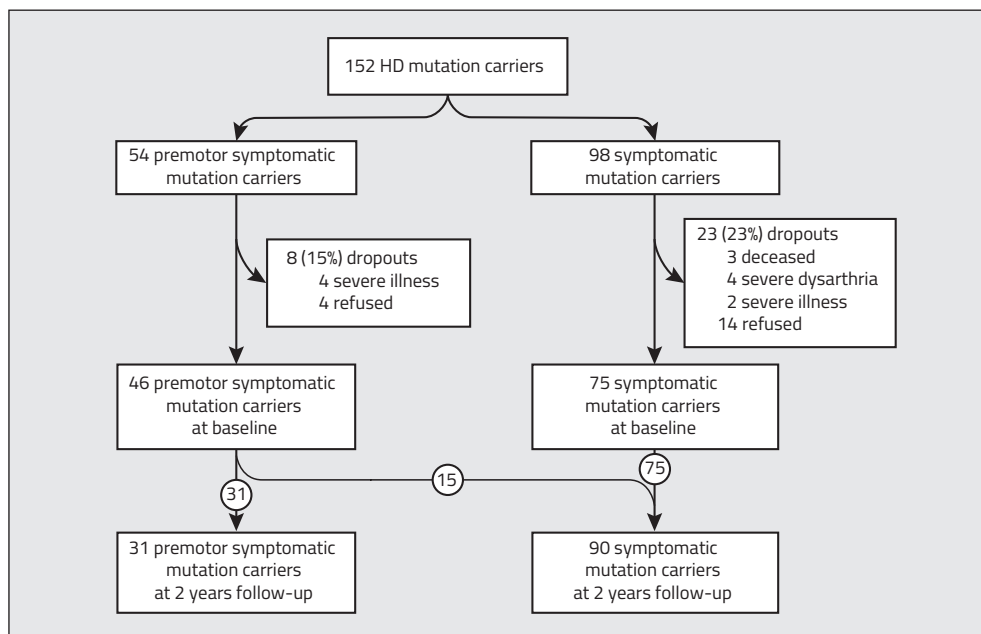 152 HD mutation carriers
54 premotor symptomatic
mutation carriers
98 symptomatic
mutation carriers
8 (15%) dropouts
4 severe illness
4 refused
23 (23%) dropouts
3 deceased
4 severe dysarthria
2 severe illness
14 refused
46 premotor symptomatic
mutation carriers
at baseline
75 symptomatic
mutation carriers
at baseline
31
15
75
31 premotor symptomatic
mutation carriers
at 2 years follow-up
90 symptomatic
mutation carriers
at 2 years follow-up